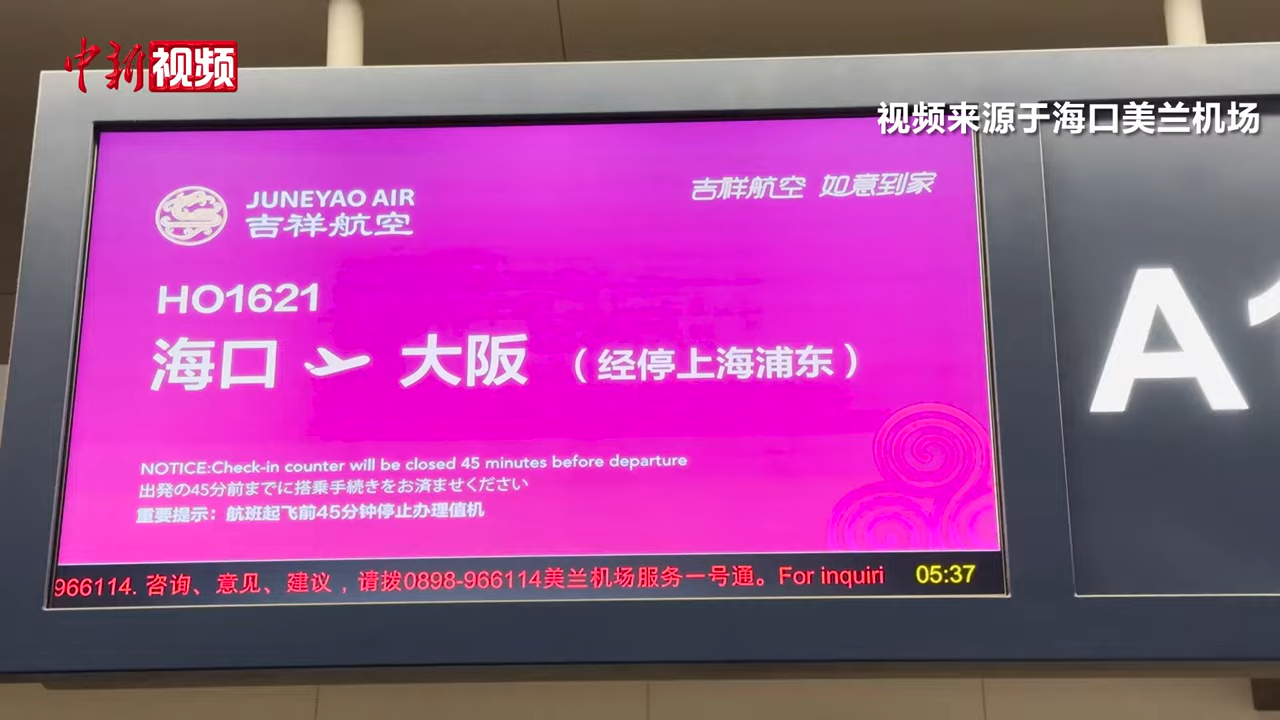 中新视频
视频来源于海口美兰机场
JUNEYAO AIR
吉祥航空
吉祥航空 如意到家
HO1621
海口 大阪 （经停上海浦东）
NOTICE:Check-in counter will be closed 45 minutes before departure
出発の45分前までに搭乗手続きをお済ませください
重要提示：航班起飞前45分钟停止办理值机
966114. 咨询、意见、建议，请拨0898-966114美兰机场服务一号通。For inquiri
05:37
A1